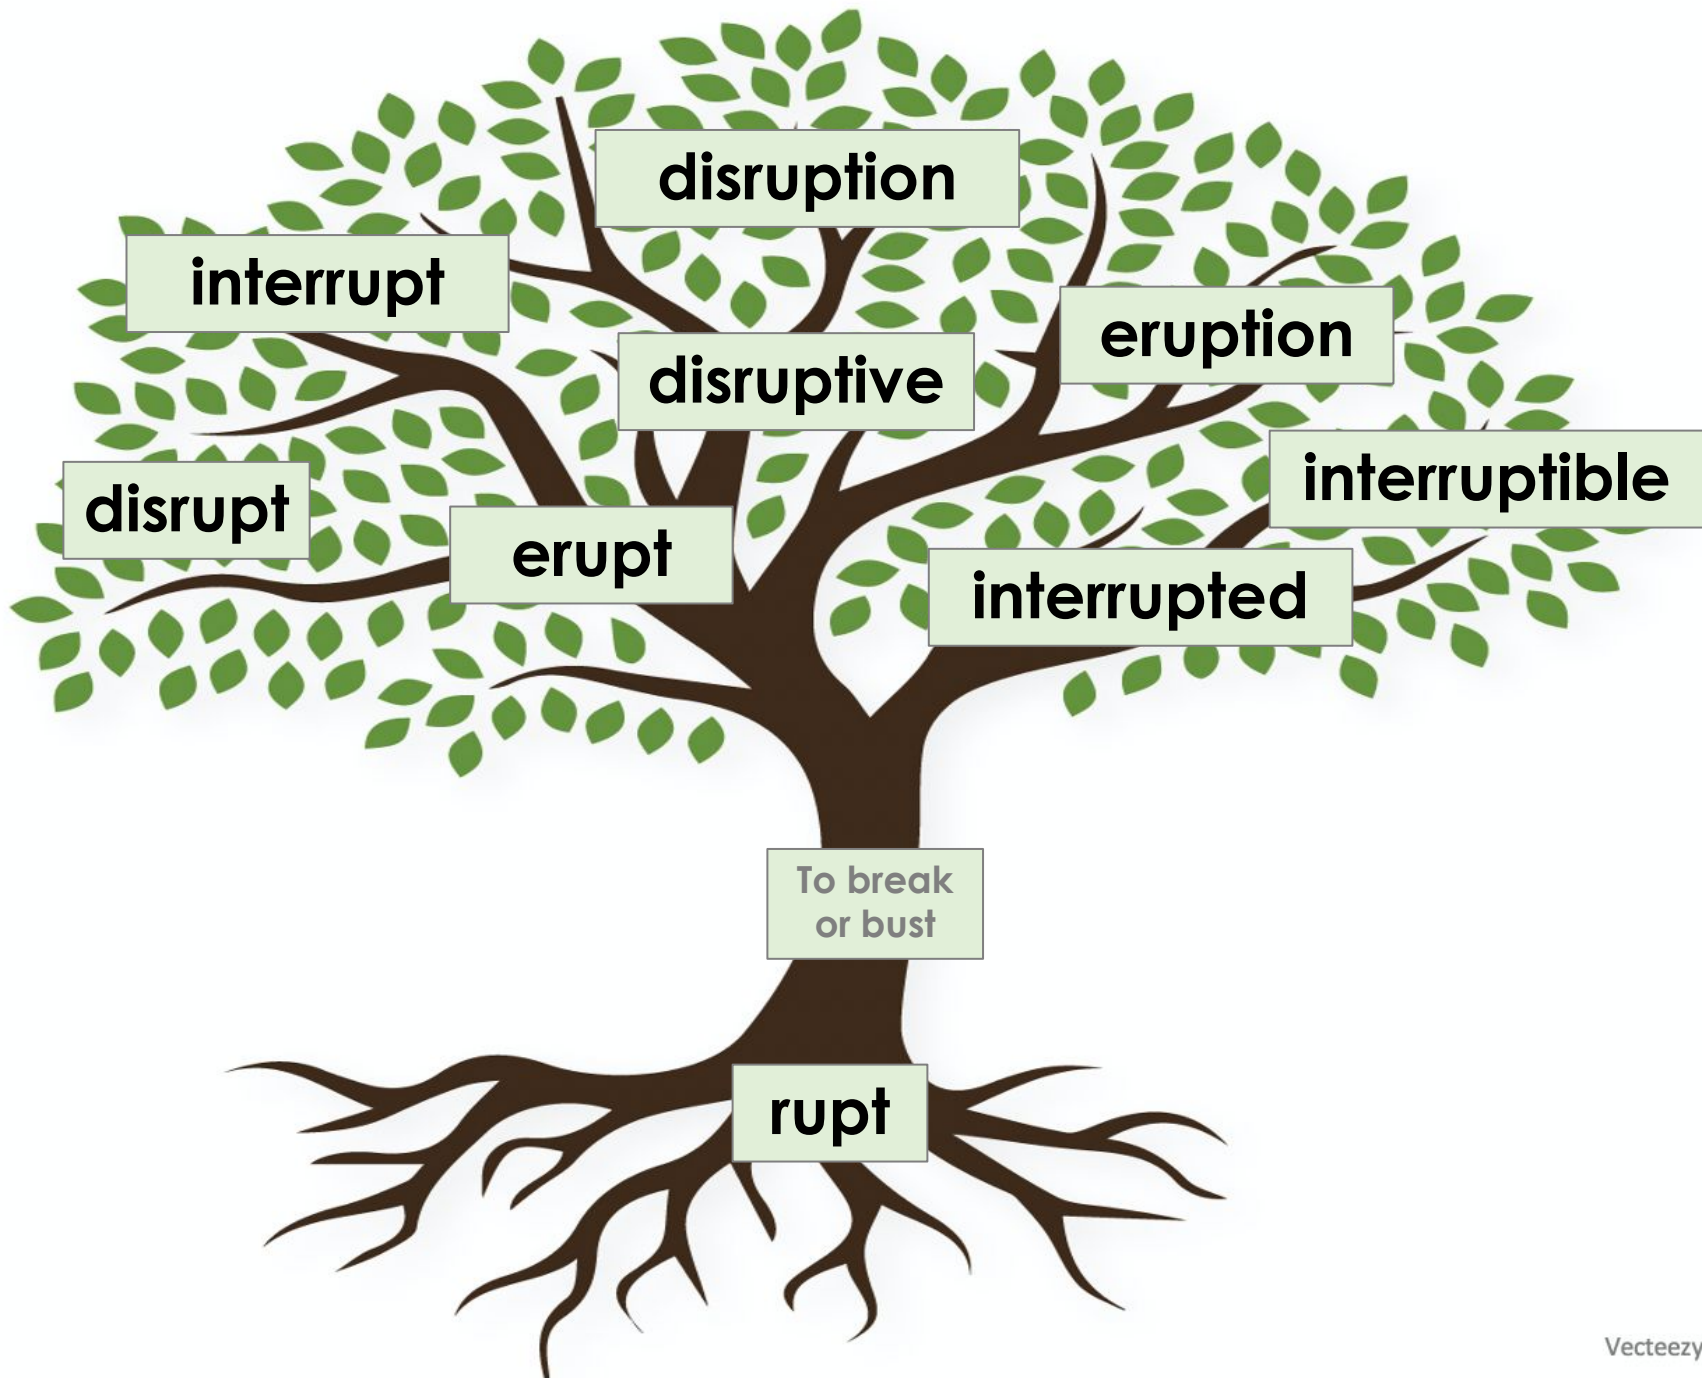 disruption
interrupt
eruption
disruptive
interruptible
disrupt
erupt
interrupted
To break
or bust
rupt
Vecteezy